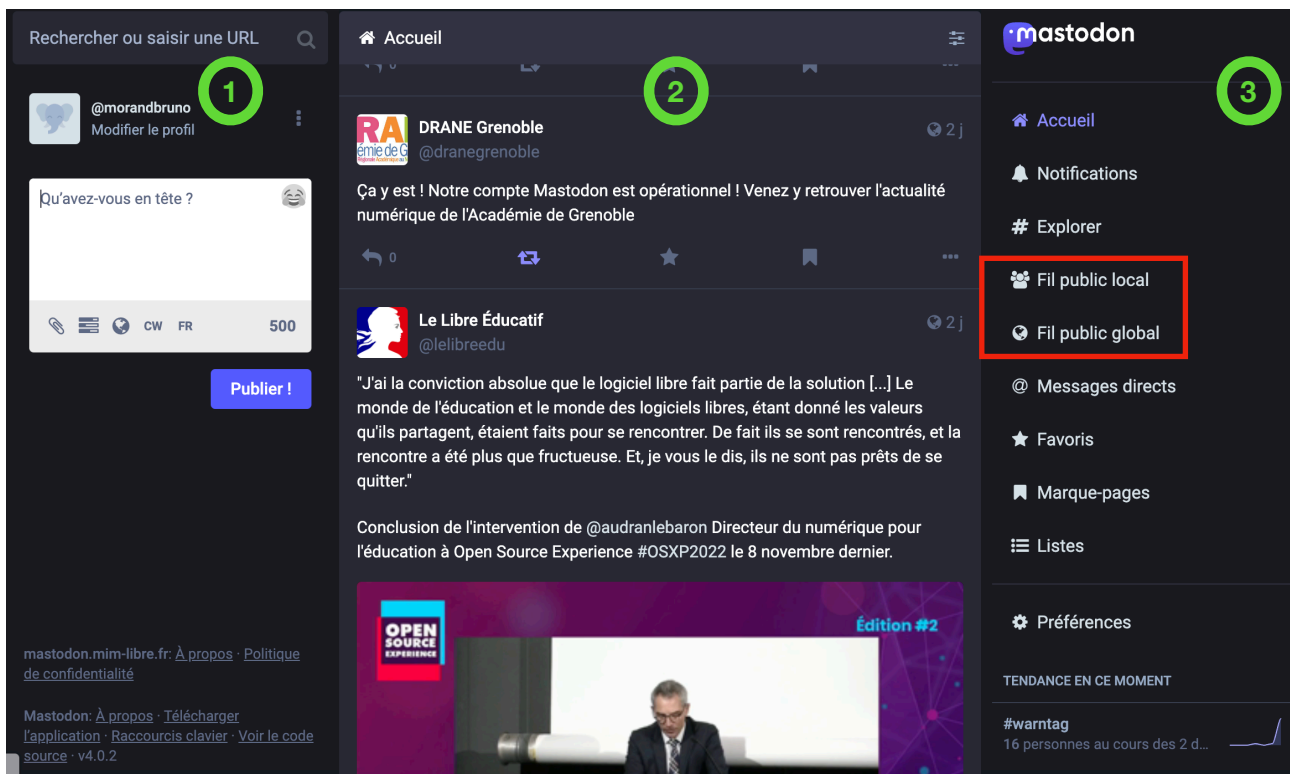 Rechercher ou saisir une URL
1
@morandbruno
Modifier le profil
Qu'avez-vous en tête ?
CW FR 500
Publier !
mastodon.mim-libre.fr: À propos · Politique
de confidentialité
Mastodon: À propos · Télécharger
l'application · Raccourcis clavier · Voir le code
source · v4.0.2
Accueil
2
0
DRANE Grenoble
2 j
@dranegrenoble
RA
émie de G
Ça y est ! Notre compte Mastodon est opérationnel ! Venez y retrouver l'actualité
numérique de l'Académie de Grenoble
0
Le Libre Éducatif
2 j
@lelibreedu
"J'ai la conviction absolue que le logiciel libre fait partie de la solution [...] Le
monde de l'éducation et le monde des logiciels libres, étant donné les valeurs
qu'ils partagent, étaient faits pour se rencontrer. De fait ils se sont rencontrés, et la
rencontre a été plus que fructueuse. Et, je vous le dis, ils ne sont pas prêts de se
quitter."
Conclusion de l'intervention de @audranlebaron Directeur du numérique pour
l'éducation à Open Source Experience #OSXP2022 le 8 novembre dernier.
OPEN
SOURCE
EXPERIENCE
Édition #2
mastodon
3
Accueil
Notifications
# Explorer
Fil public local
Fil public global
@ Messages directs
Favoris
Marque-pages
Listes
Préférences
TENDANCE EN CE MOMENT
#warntag
16 personnes au cours des 2 d...